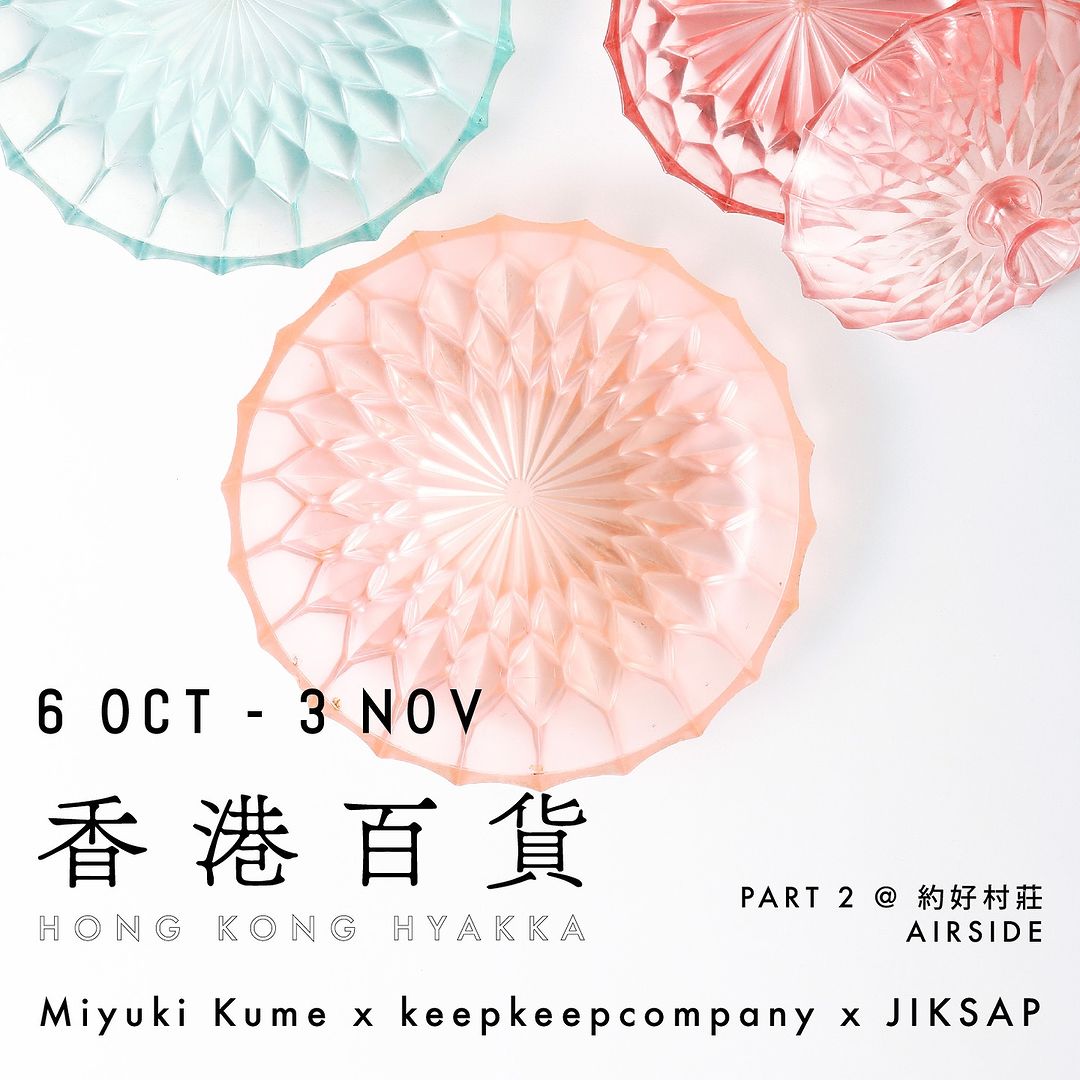 6 OCT - 3 NOV
香港百貨
HONG KONG HYAKKA
PART 2 @ 約好村莊
AIRSIDE
Miyuki Kume x keepkeepcompany x JIKSAP